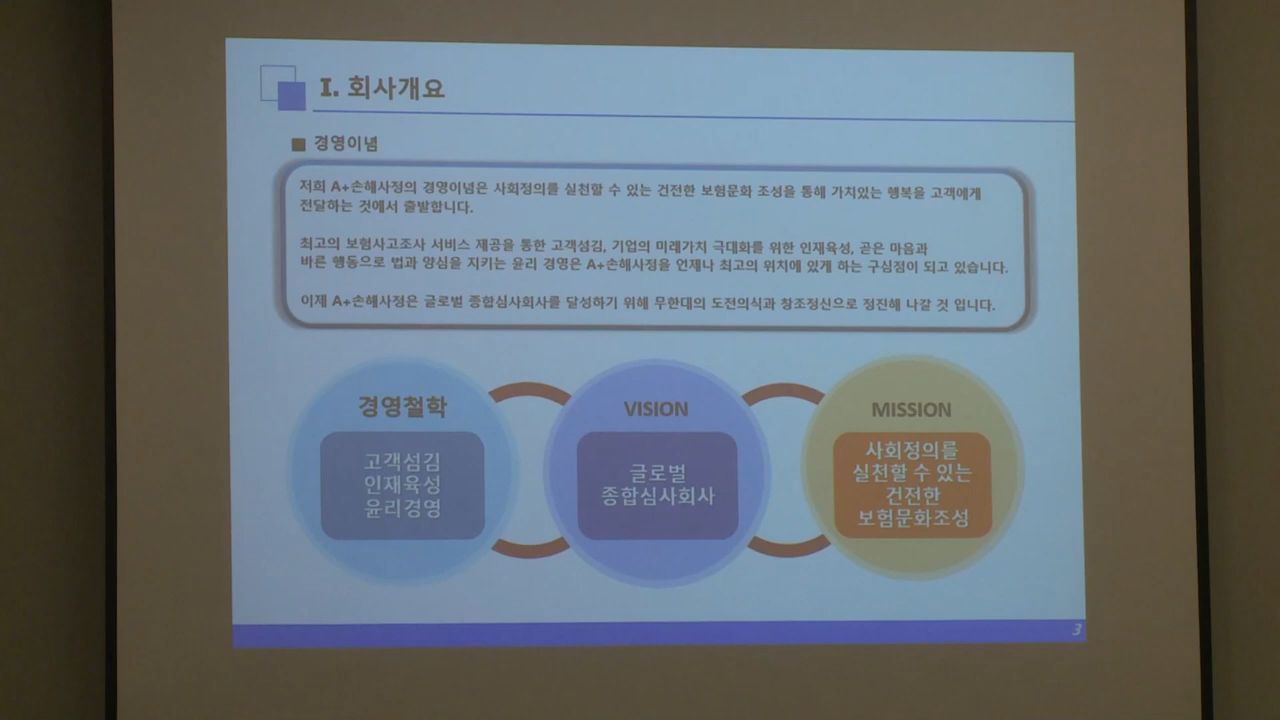 I. 회사개요
■ 경영이념
저희 A+손해사정의 경영이념은 사회정의를 실천할 수 있는 건전한 보험문화 조성을 통해 가치있는 행복을 고객에게
전달하는 것에서 출발합니다.
최고의 보험사고조사 서비스 제공을 통한 고객섬김, 기업의 미래가치 극대화를 위한 인재육성, 곧은 마음과
바른 행동으로 법과 양심을 지키는 윤리 경영은 A+손해사정을 언제나 최고의 위치에 있게 하는 구심점이 되고 있습니다.
이제 A+손해사정은 글로벌 종합심사회사를 달성하기 위해 무한대의 도전의식과 창조정신으로 정진해 나갈 것 입니다.
경영철학
고객섬김
인재육성
윤리경영
VISION
글로벌
종합심사회사
MISSION
사회정의를
실천할 수 있는
건전한
보험문화조성
3